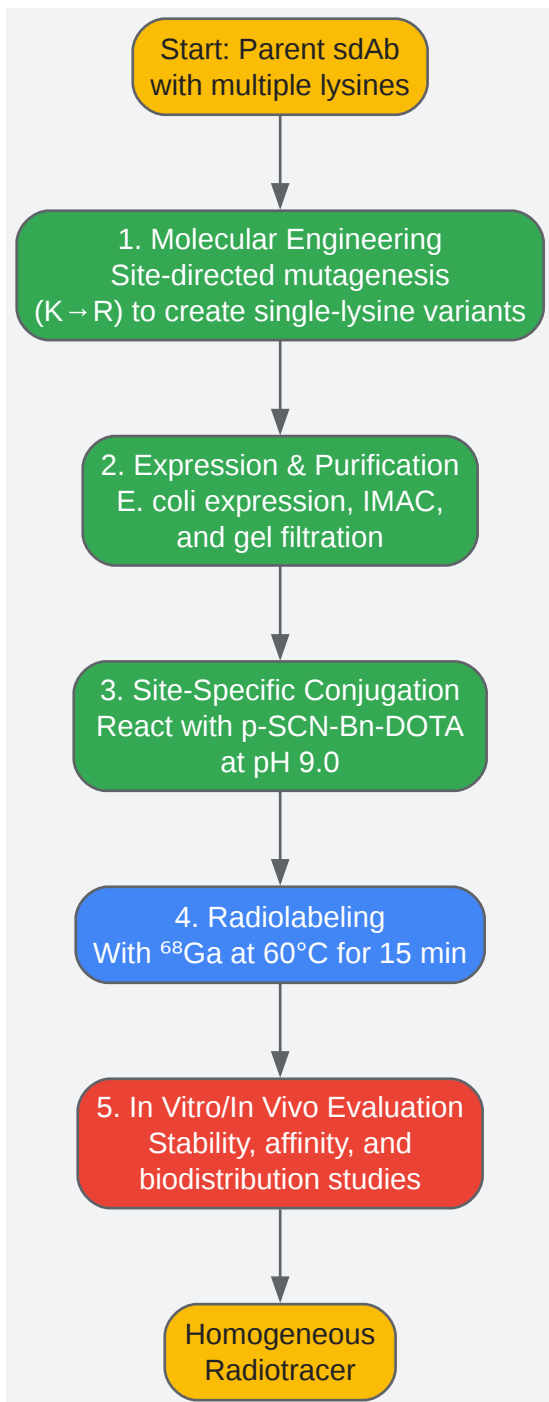 Start: Parent sdAb
with multiple lysines
1. Molecular Engineering
Site-directed mutagenesis
(K→R) to create single-lysine variants
2. Expression & Purification
E. coli expression, IMAC,
and gel filtration
3. Site-Specific Conjugation
React with p-SCN-Bn-DOTA
at pH 9.0
4. Radiolabeling
With ⁶⁸Ga at 60°C for 15 min
5. In Vitro/In Vivo Evaluation
Stability, affinity, and
biodistribution studies
Homogeneous
Radiotracer